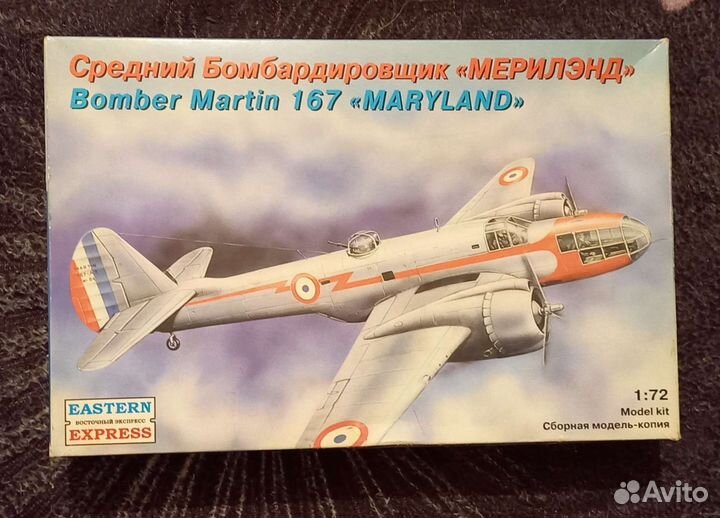 Средний Бомбардировщик «МЕРИЛЭНД»
Bomber Martin 167 «MARYLAND»
1:72
Model kit
Сборная модель-копия
EASTERN
ВОСТОЧНЫЙ ЭКСПРЕСС
EXPRESS
Avito